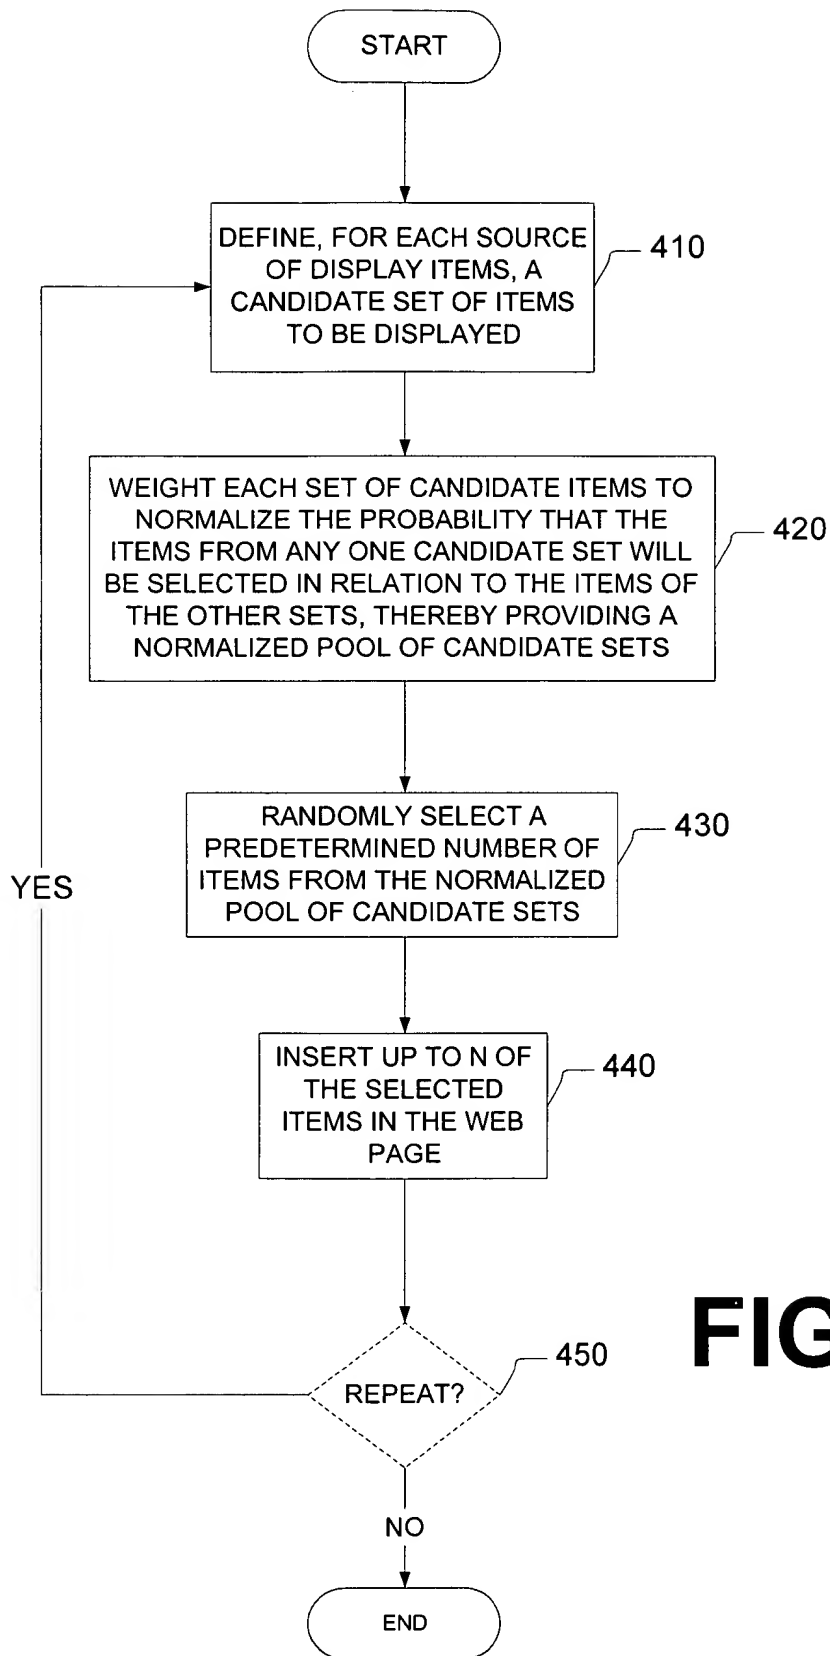 START
DEFINE, FOR EACH SOURCE
OF DISPLAY ITEMS, A
CANDIDATE SET OF ITEMS
TO BE DISPLAYED
410
WEIGHT EACH SET OF CANDIDATE ITEMS TO
NORMALIZE THE PROBABILITY THAT THE
ITEMS FROM ANY ONE CANDIDATE SET WILL
BE SELECTED IN RELATION TO THE ITEMS OF
THE OTHER SETS, THEREBY PROVIDING A
NORMALIZED POOL OF CANDIDATE SETS
420
RANDOMLY SELECT A
PREDETERMINED NUMBER OF
ITEMS FROM THE NORMALIZED
POOL OF CANDIDATE SETS
430
YES
INSERT UP TO N OF
THE SELECTED
ITEMS IN THE WEB
PAGE
440
REPEAT?
450
FIG
NO
END